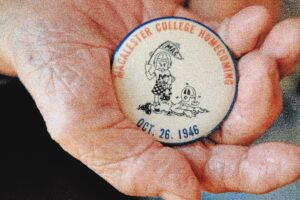 MACALESTER COLLEGE HOMECOMING
OCT. 26. 1946